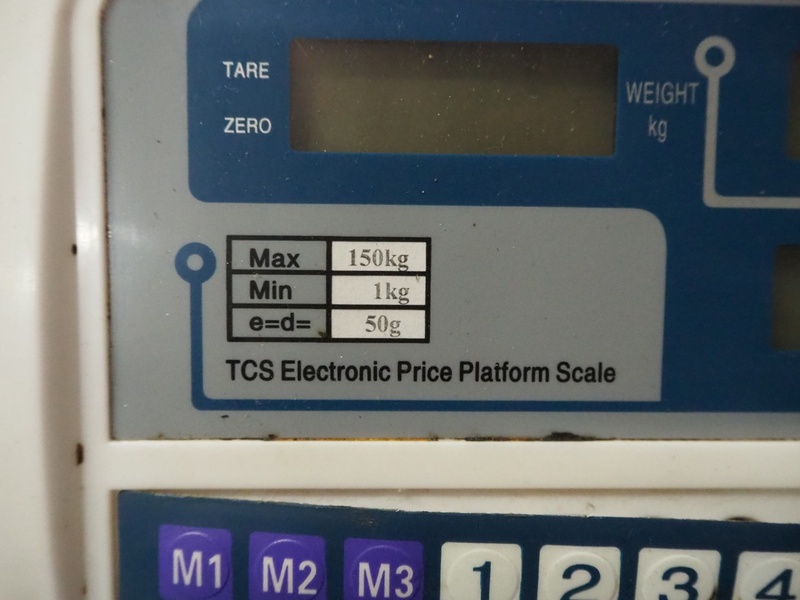 TARE
ZERO
WEIGHT
kg
Max 150kg
Min 1kg
e=d= 50g
TCS Electronic Price Platform Scale
M1 M2 M3 1 2 3 4